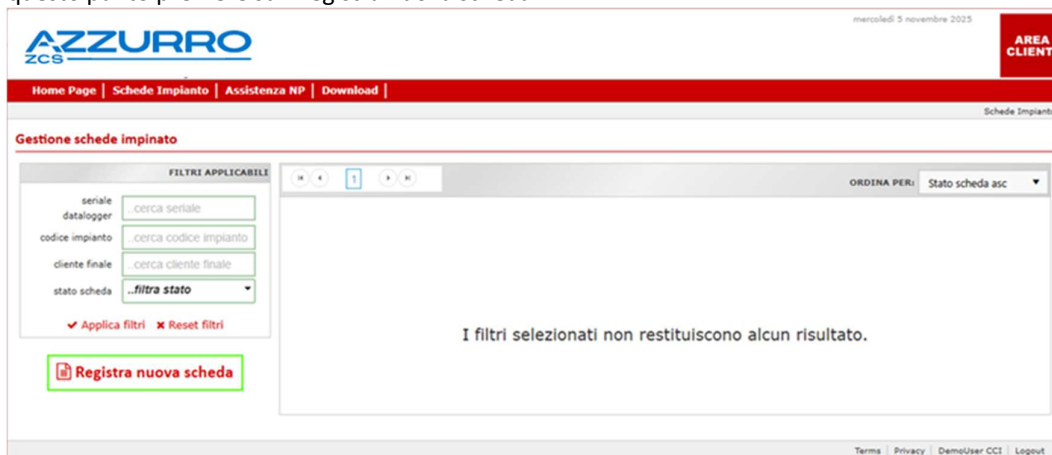 mercoledì 5 novembre 2025
AZZURRO
ZCS
AREA
CLIENT
Home Page | Schede Impianto | Assistenza NP | Download |
Schede Impiant
Gestione schede impinato
FILTRI APPLICABILI
1
ORDINA PER: Stato scheda asc
seriale
datalogger
..cerca seriale
codice impianto ..cerca codice impianto
cliente finale ..cerca cliente finale
stato scheda ..filtra stato
Applica filtri Reset filtri
I filtri selezionati non restituiscono alcun risultato.
Registra nuova scheda
Terms | Privacy | DemoUser CCI | Logout